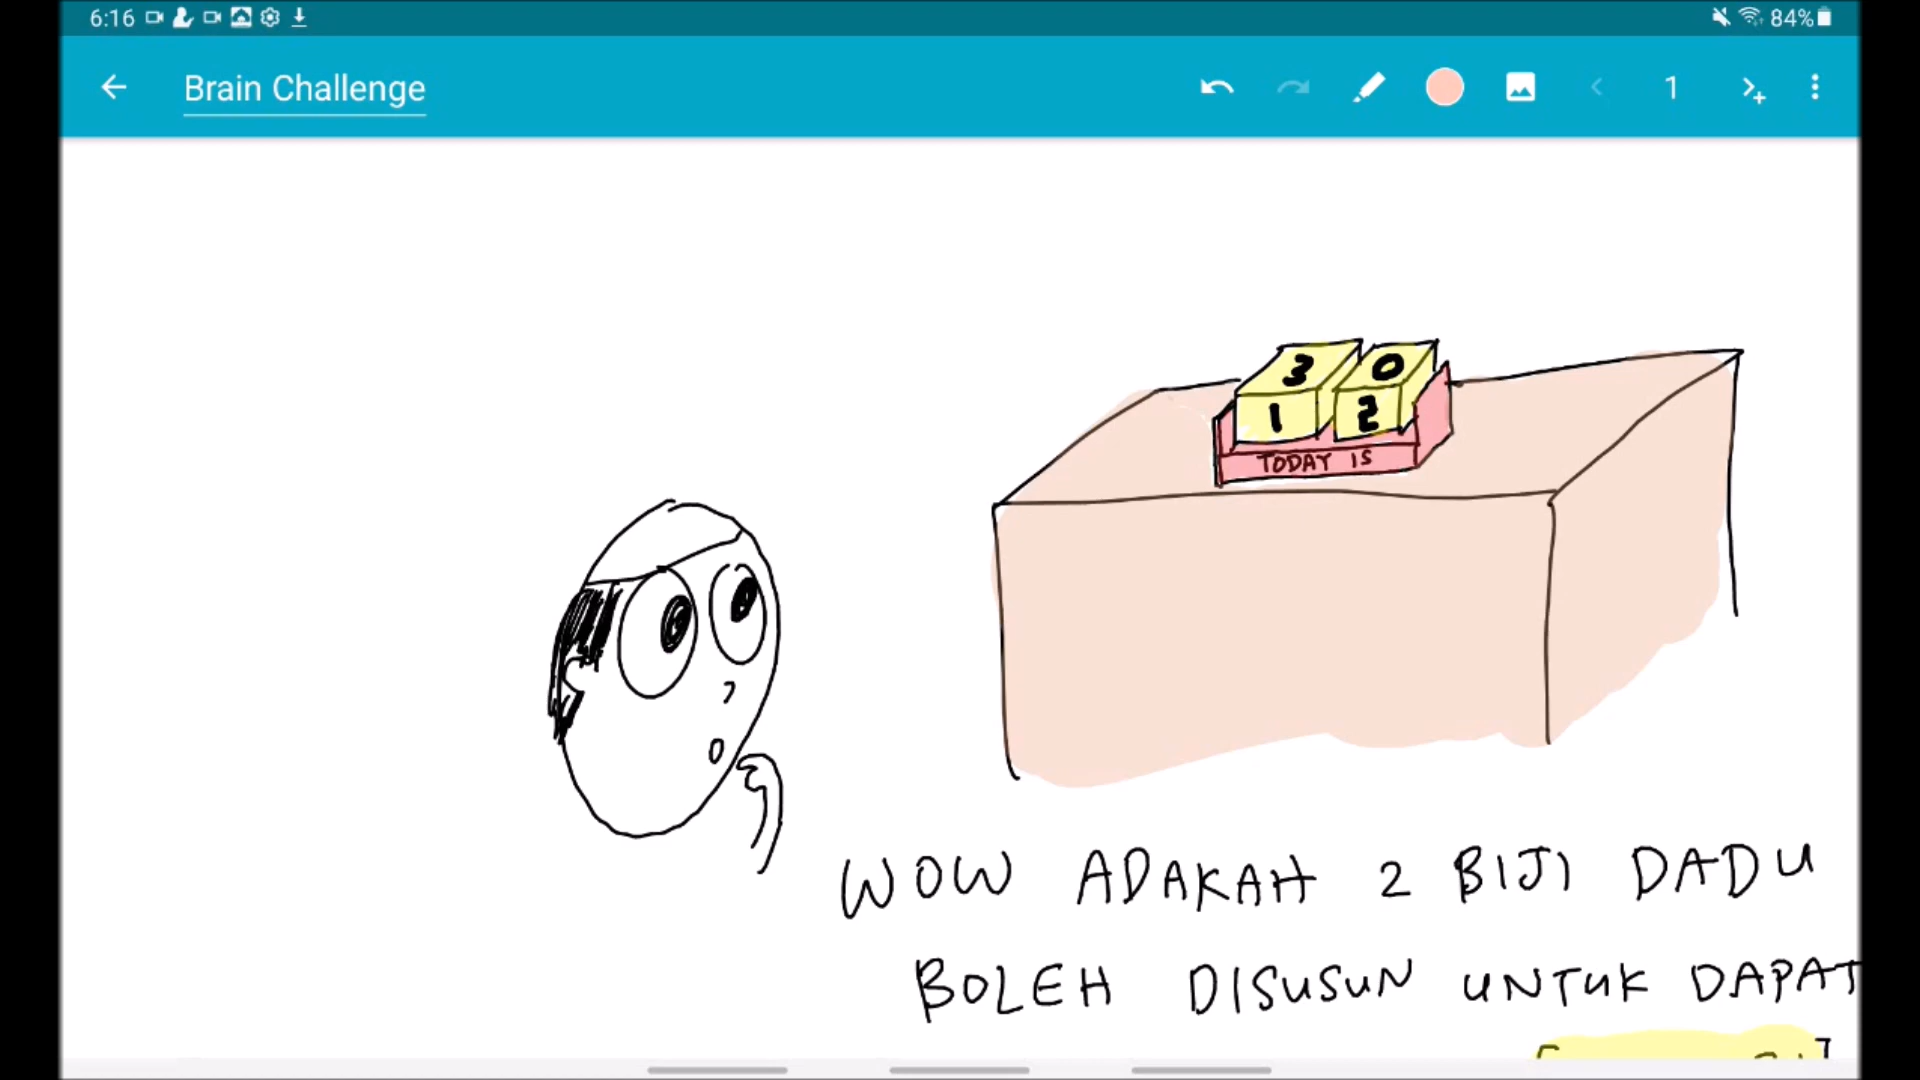 6:16 84%
Brain Challenge 1
3 0
1 2
TODAY IS
WOW ADAKAH 2 BIJI DADU
BOLEH DISUSUN UNTUK DAPAT